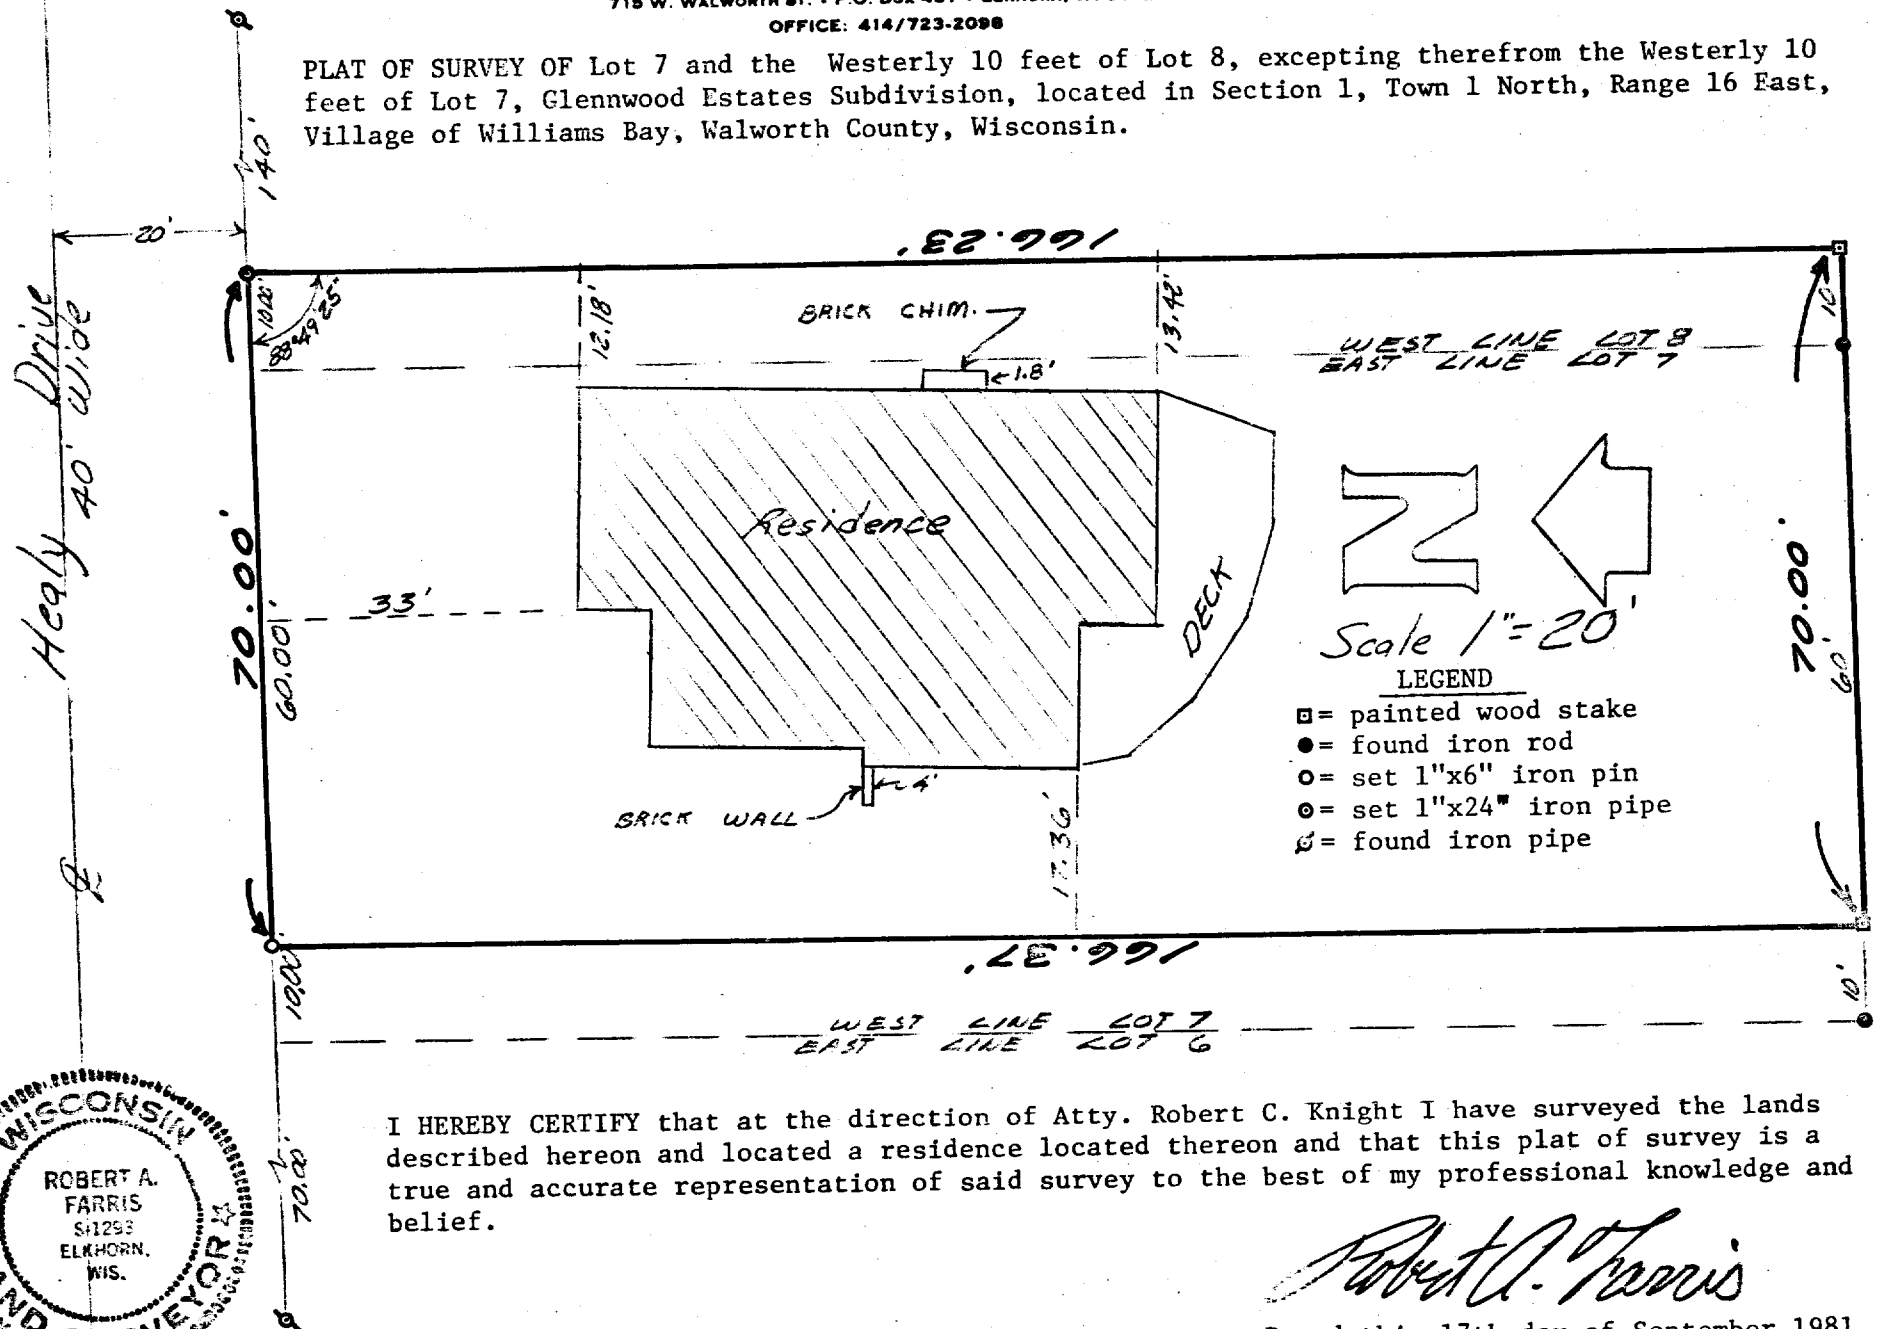 OFFICE: 414/723-2098
PLAT OF SURVEY OF Lot 7 and the Westerly 10 feet of Lot 8, excepting therefrom the Westerly 10
feet of Lot 7, Glennwood Estates Subdivision, located in Section 1, Town 1 North, Range 16 East,
Village of Williams Bay, Walworth County, Wisconsin.
140'
20'
166.23'
10.00'
88°49'25"
12.18'
BRICK CHIM.
13.42'
10'
WEST LINE LOT 8
EAST LINE LOT 7
1.8'
Healy Drive
40' Wide
Residence
N
70.00'
60.00'
33'
DECK
70.00'
60'
Scale 1"=20'
LEGEND
= painted wood stake
= found iron rod
= set 1"x6" iron pin
= set 1"x24" iron pipe
= found iron pipe
4'
BRICK WALL
17.36'
166.37'
10.00'
10'
WEST LINE LOT 7
EAST LINE LOT 6
70.00'
I HEREBY CERTIFY that at the direction of Atty. Robert C. Knight I have surveyed the lands
described hereon and located a residence located thereon and that this plat of survey is a
true and accurate representation of said survey to the best of my professional knowledge and
belief.
WISCONSIN
ROBERT A.
FARRIS
S-1293
ELKHORN,
WIS.
Robert A. Farris
17th day of September 1981